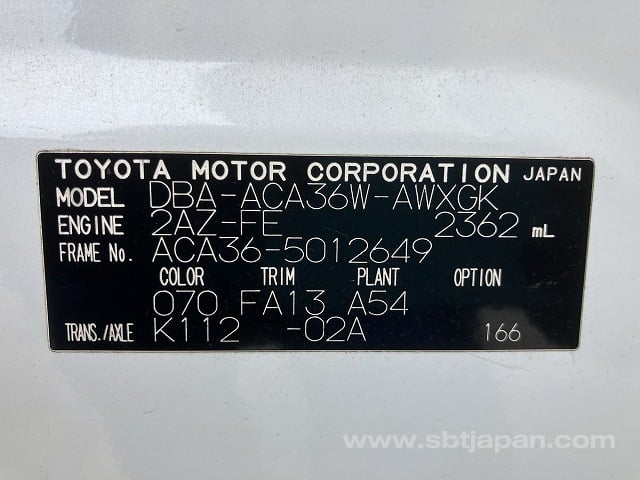 TOYOTA MOTOR CORPORATION JAPAN
MODEL DBA-ACA36W-AWXGK
ENGINE 2AZ-FE 2362 mL
FRAME No. ACA36-5012649
COLOR TRIM PLANT OPTION
070 FA13 A54
TRANS./AXLE K112 -02A 166
www.sbtjapan.com